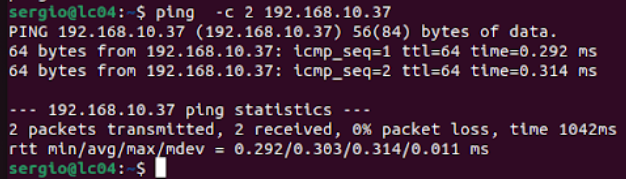 sergio@lc04:~$ ping  -c 2 192.168.10.37
PING 192.168.10.37 (192.168.10.37) 56(84) bytes of data.
64 bytes from 192.168.10.37: icmp_seq=1 ttl=64 time=0.292 ms
64 bytes from 192.168.10.37: icmp_seq=2 ttl=64 time=0.314 ms

--- 192.168.10.37 ping statistics ---
2 packets transmitted, 2 received, 0% packet loss, time 1042ms
rtt min/avg/max/mdev = 0.292/0.303/0.314/0.011 ms
sergio@lc04:~$